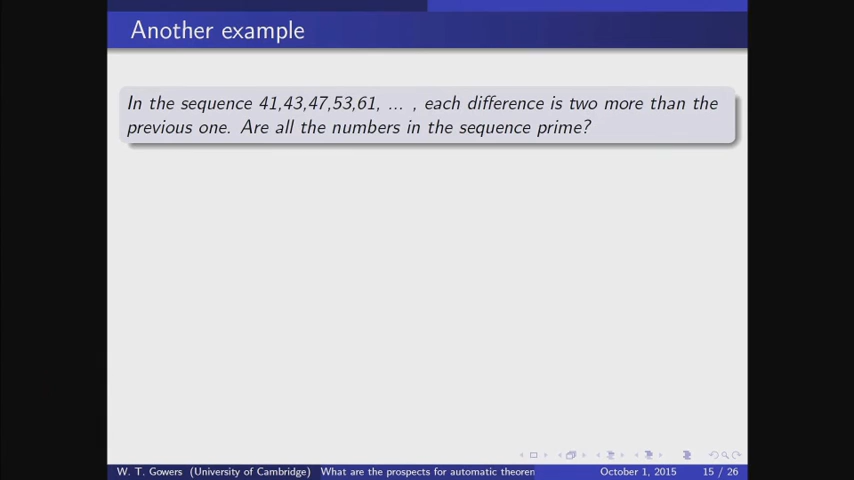 Another example
In the sequence 41,43,47,53,61, ... , each difference is two more than the
previous one. Are all the numbers in the sequence prime?
W. T. Gowers (University of Cambridge) What are the prospects for automatic theorem October 1, 2015 15 / 26